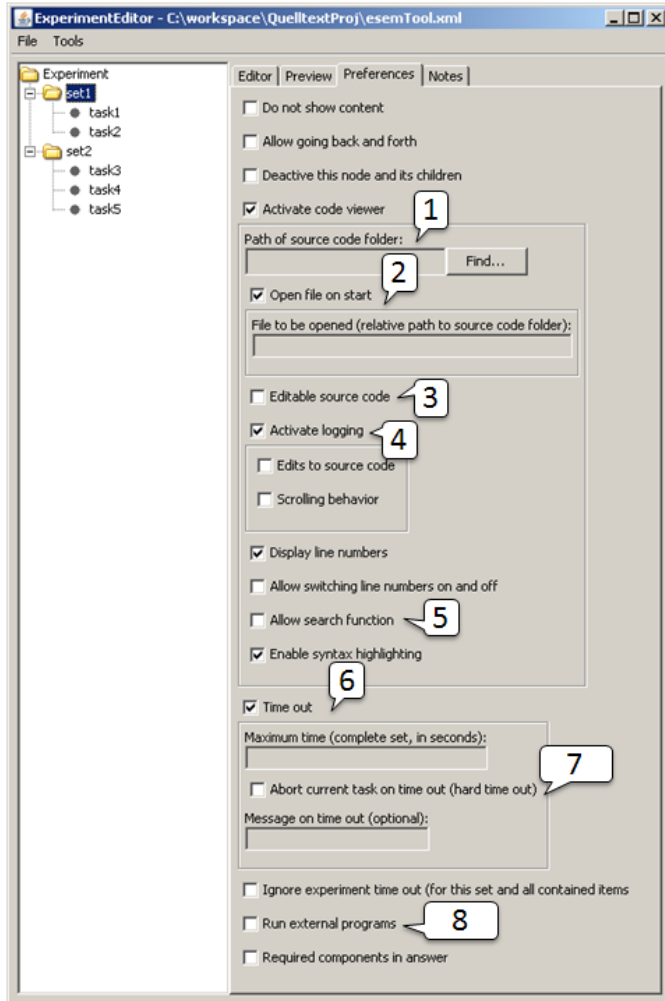 ExperimentEditor - C:\workspace\QuelltextProj\esemTool.xml
File Tools
Experiment
set1
task1
task2
set2
task3
task4
task5
Editor Preview Preferences Notes
Do not show content
Allow going back and forth
Deactive this node and its children
Activate code viewer
1
Path of source code folder:
Find...
2
Open file on start
File to be opened (relative path to source code folder):
Editable source code
3
Activate logging
4
Edits to source code
Scrolling behavior
Display line numbers
Allow switching line numbers on and off
Allow search function
5
Enable syntax highlighting
6
Time out
Maximum time (complete set, in seconds):
7
Abort current task on time out (hard time out)
Message on time out (optional):
Ignore experiment time out (for this set and all contained items
Run external programs
8
Required components in answer